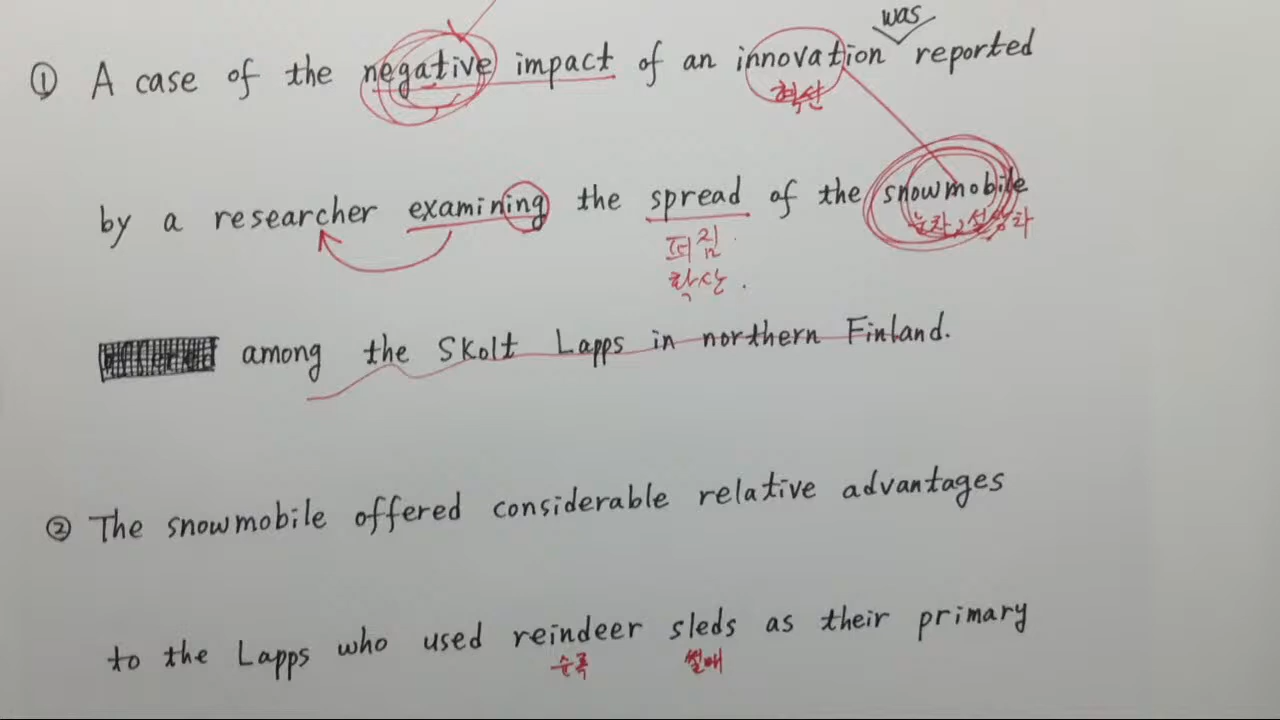 was
① A case of the negative impact of an innovation reported
혁신
by a researcher examining the spread of the snowmobile
퍼짐.
확산.
among the Skolt Lapps in northern Finland.
② The snowmobile offered considerable relative advantages
to the Lapps who used reindeer sleds as their primary
순록 썰매